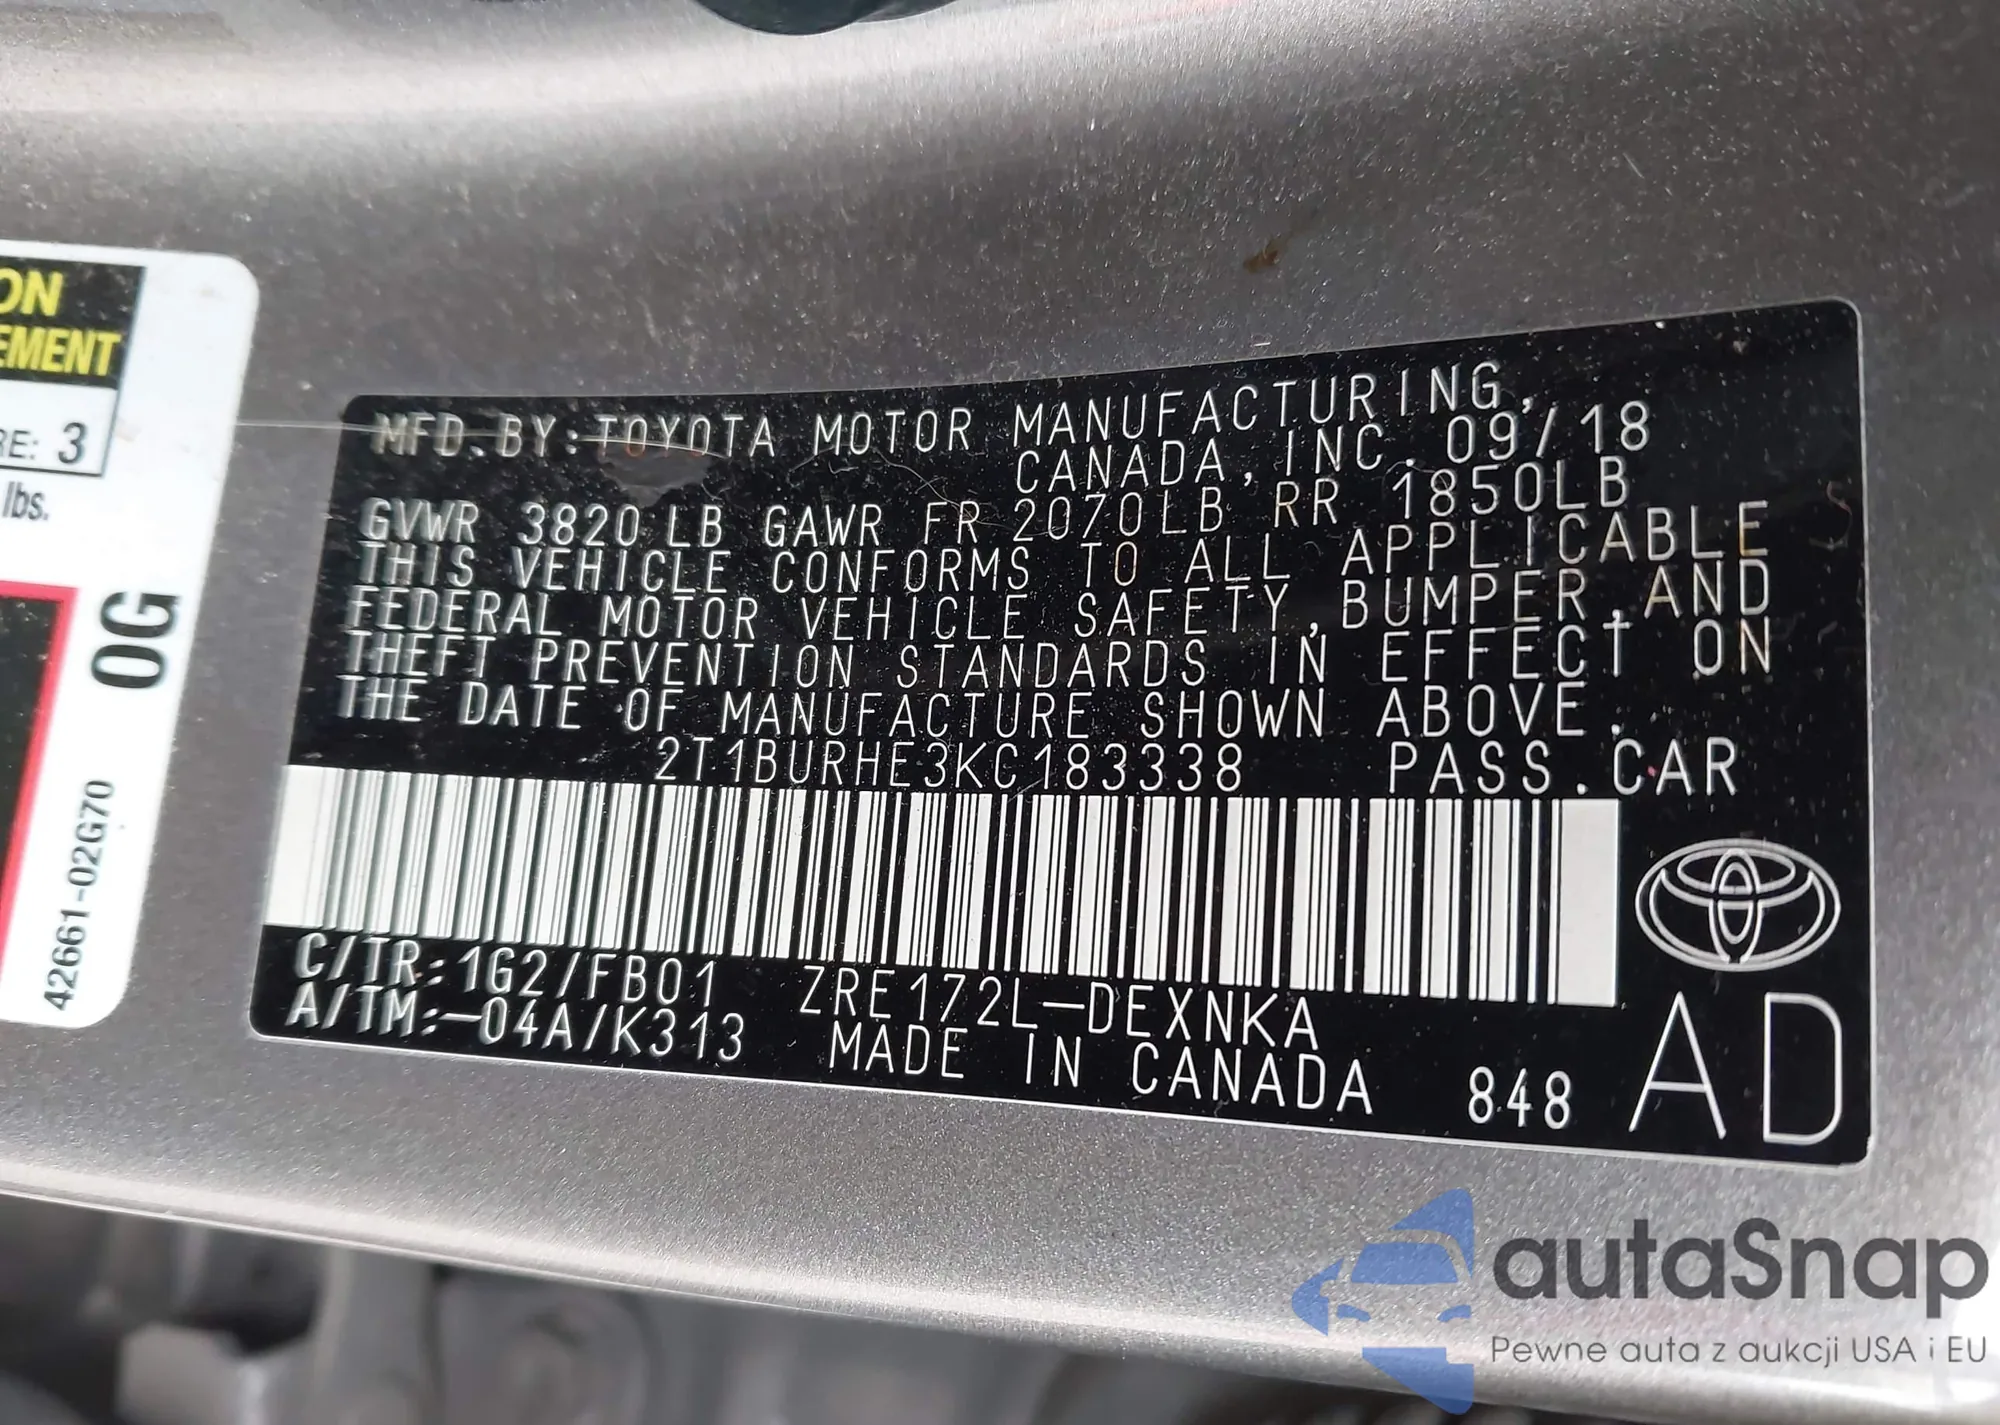 ON
EMENT
RE: 3
lbs.
0G
42661-02G70
MFD.BY:TOYOTA MOTOR MANUFACTURING,
CANADA,INC. 09/18
GVWR 3820LB GAWR FR 2070LB RR 1850LB
THIS VEHICLE CONFORMS TO ALL APPLICABLE
FEDERAL MOTOR VEHICLE SAFETY,BUMPER,AND
THEFT PREVENTION STANDARDS IN EFFECT ON
THE DATE OF MANUFACTURE SHOWN ABOVE.
2T1BURHE3KC183338 PASS.CAR
C/TR:1G2/FB01 ZRE172L-DEXNKA
A/TM:-04A/K313 MADE IN CANADA 848 AD
autaSnap
Pewne auta z aukcji USA i EU